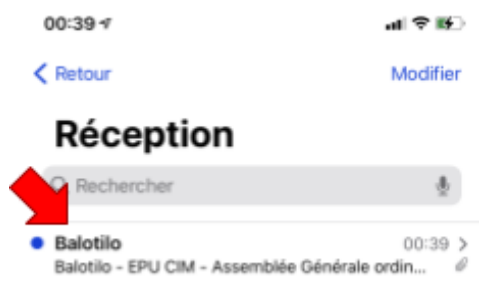 00:39
Retour Modifier
Réception
Rechercher
Balotilo 00:39
Balotilo - EPU CIM - Assemblée Générale ordin...